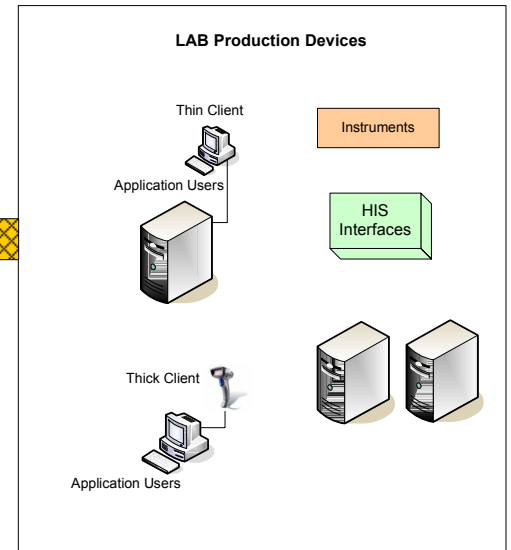 LAB Production Devices
Thin Client
Instruments
Application Users
HIS
Interfaces
Thick Client
Application Users